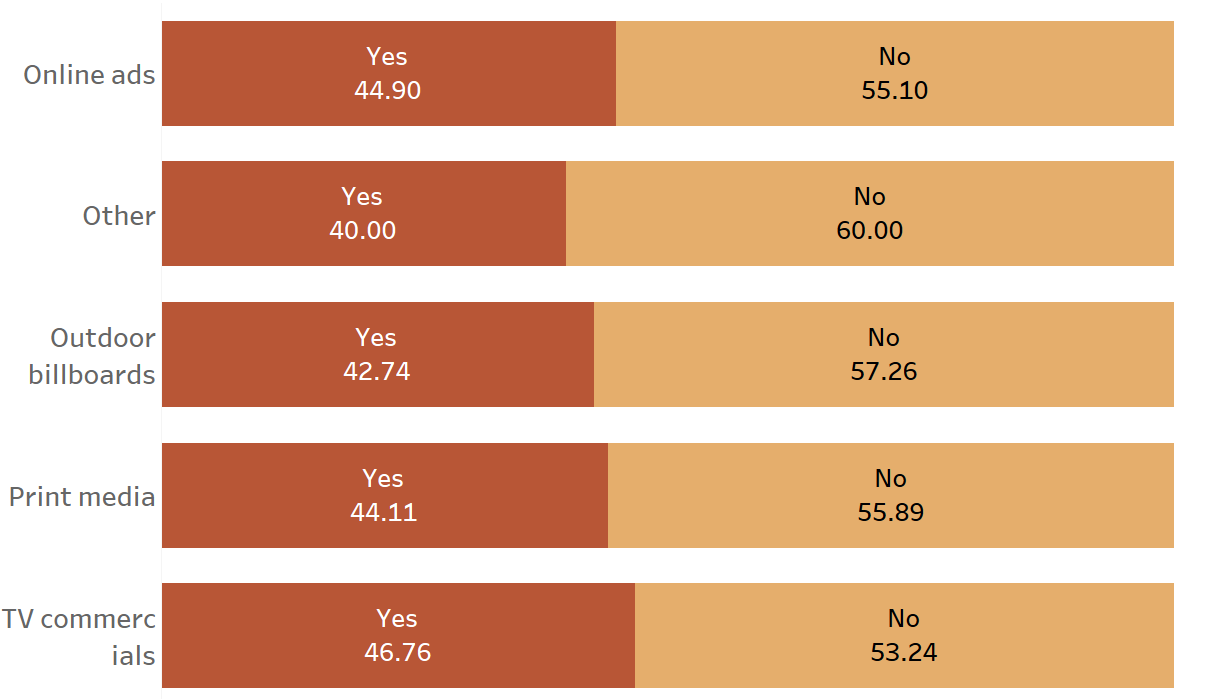 Online ads
Yes
44.90
No
55.10
Other
Yes
40.00
No
60.00
Outdoor
billboards
Yes
42.74
No
57.26
Print media
Yes
44.11
No
55.89
TV commerc
ials
Yes
46.76
No
53.24